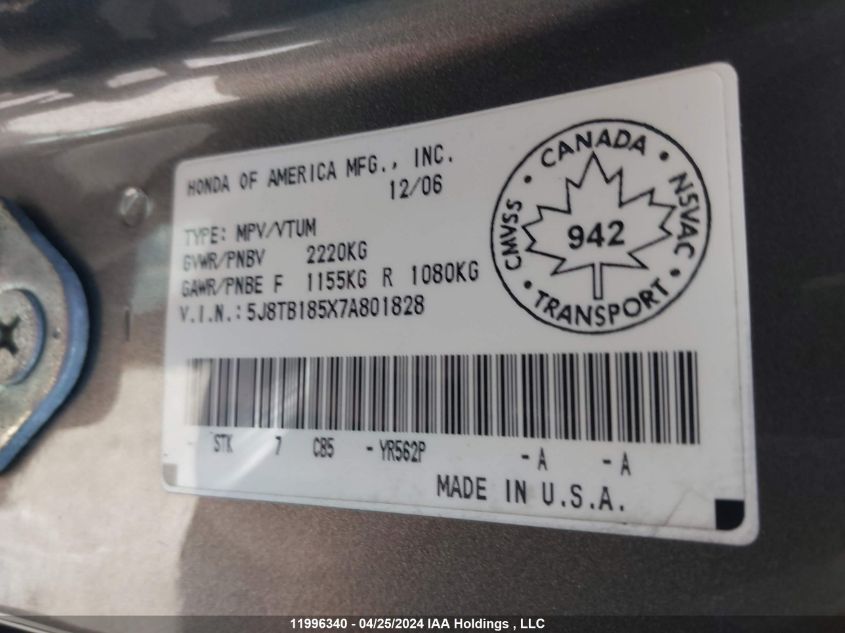 HONDA OF AMERICA MFG., INC.
12/06
TYPE: MPV/VTUM
GVWR/PNBV 2220KG
GAWR/PNBE F 1155KG R 1080KG
V.I.N.: 5J8TB185X7A801828
CANADA
CMVSS 942 NSVAC
TRANSPORT
STK 7 CB5 - YR562P - A - A
MADE IN U.S.A.
11996340 - 04/25/2024 IAA Holdings , LLC